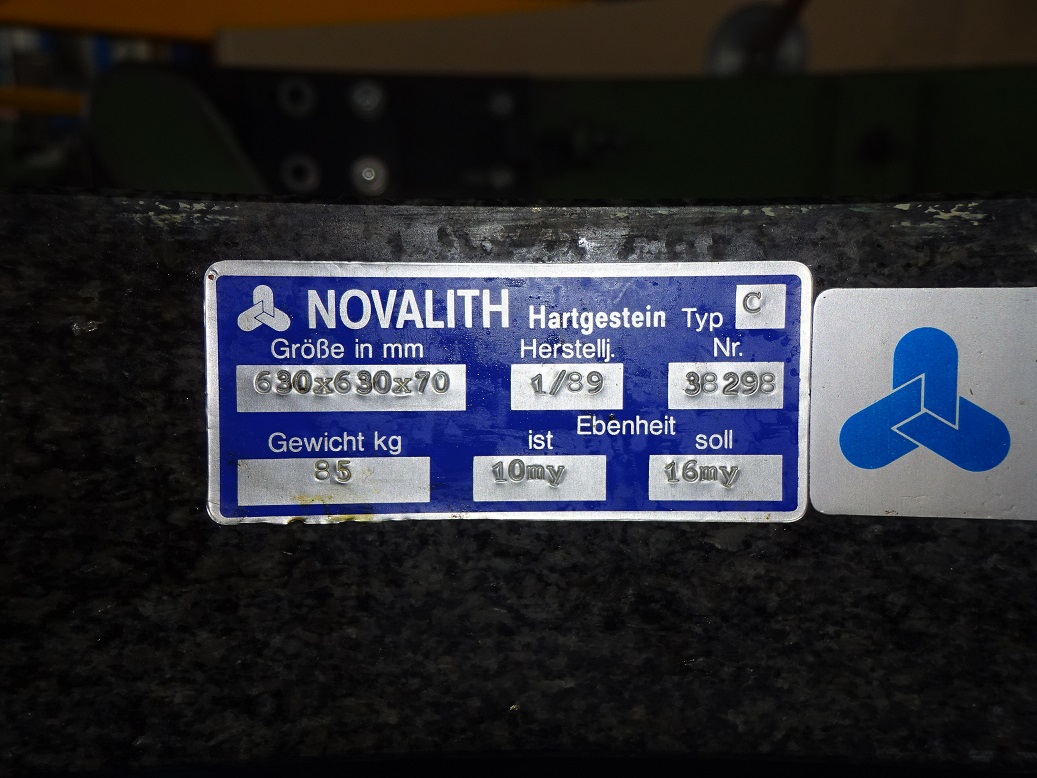 NOVALITH Hartgestein Typ C
Größe in mm Herstellj. Nr.
630x630x70 1/89 38298
Ebenheit
Gewicht kg ist soll
85 10my 16my